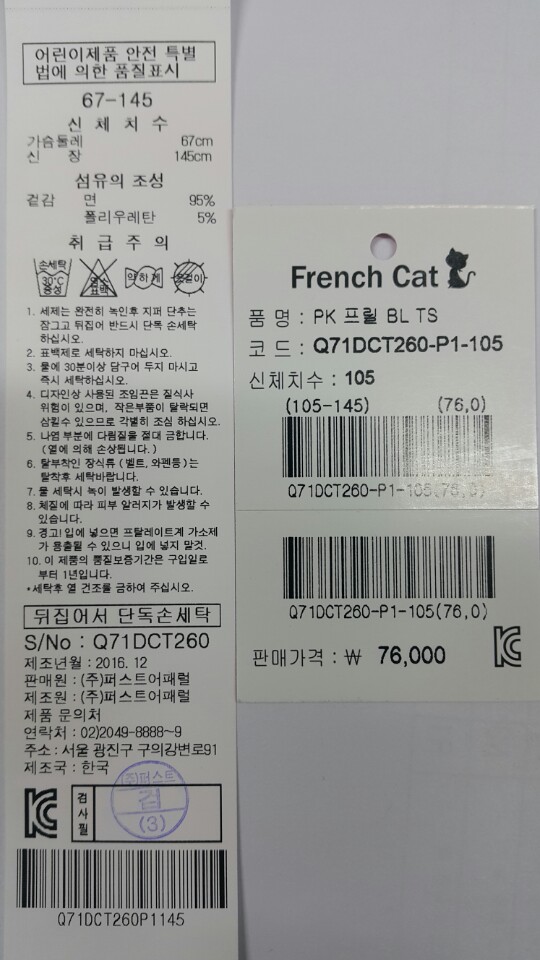 어린이제품 안전 특별
법에 의한 품질표시
67-145
신 체 치 수
가슴둘레 67cm
신 장 145cm
섬유의 조성
겉감 면 95%
폴리우레탄 5%
취 급 주 의
손세탁
30℃
중성
염소
표백
약하게
옷걸이
1. 세제는 완전히 녹인후 지퍼 단추는
잠그고 뒤집어 반드시 단독 손세탁
하십시오.
2. 표백제로 세탁하지 마십시오.
3. 물에 30분이상 담구어 두지 마시고
즉시 세탁하십시오.
4. 디자인상 사용된 조임끈은 질식사
위험이 있으며, 작은부품이 탈락되면
삼킬수 있으므로 각별히 조심 하십시오.
5. 나염 부분에 다림질을 절대 금합니다.
(열에 의해 손상됩니다.)
6. 탈부착인 장식류 (벨트, 와펜등)는
탈착후 세탁바랍니다.
7. 물 세탁시 녹이 발생할 수 있습니다.
8. 체질에 따라 피부 알러지가 발생할 수
있습니다.
9. 경고! 입에 넣으면 프탈레이트계 가소제
가 용출될 수 있으니 입에 넣지 말것.
10. 이 제품의 품질보증기간은 구입일로
부터 1년입니다.
*세탁후 열 건조를 금하여 주십시오.
뒤집어서 단독손세탁
S/No : Q71DCT260
제조년월 : 2016. 12
판매원 : (주)퍼스트어패럴
제조원 : (주)퍼스트어패럴
제품 문의처
연락처 : 02)2049-8888~9
주소 : 서울 광진구 구의강변로91
제조국 : 한국
검사필
(주)퍼스트
검
(3)
Q71DCT260P1145
French Cat
품 명 : PK 프릴 BL TS
코 드 : Q71DCT260-P1-105
신체치수 : 105
(105-145) (76,0)
Q71DCT260-P1-105(76,0)
Q71DCT260-P1-105(76,0)
판매가격 : ₩ 76,000